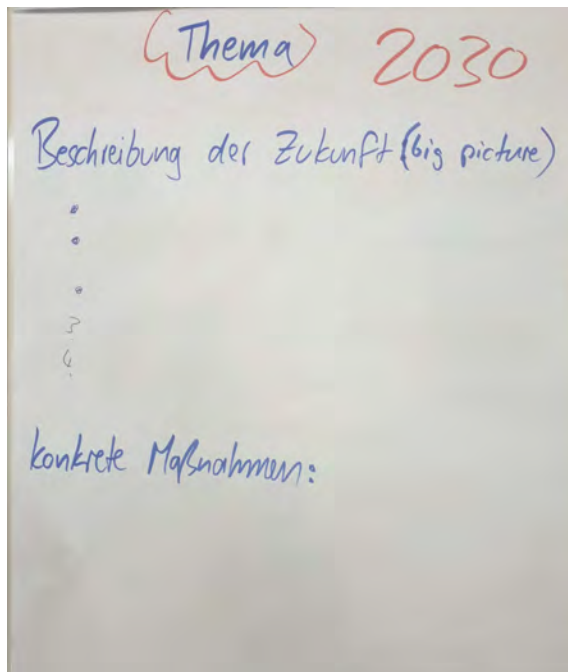 Thema 2030
Beschreibung der Zukunft (big picture)
•
•
•
3
4.
konkrete Maßnahmen: